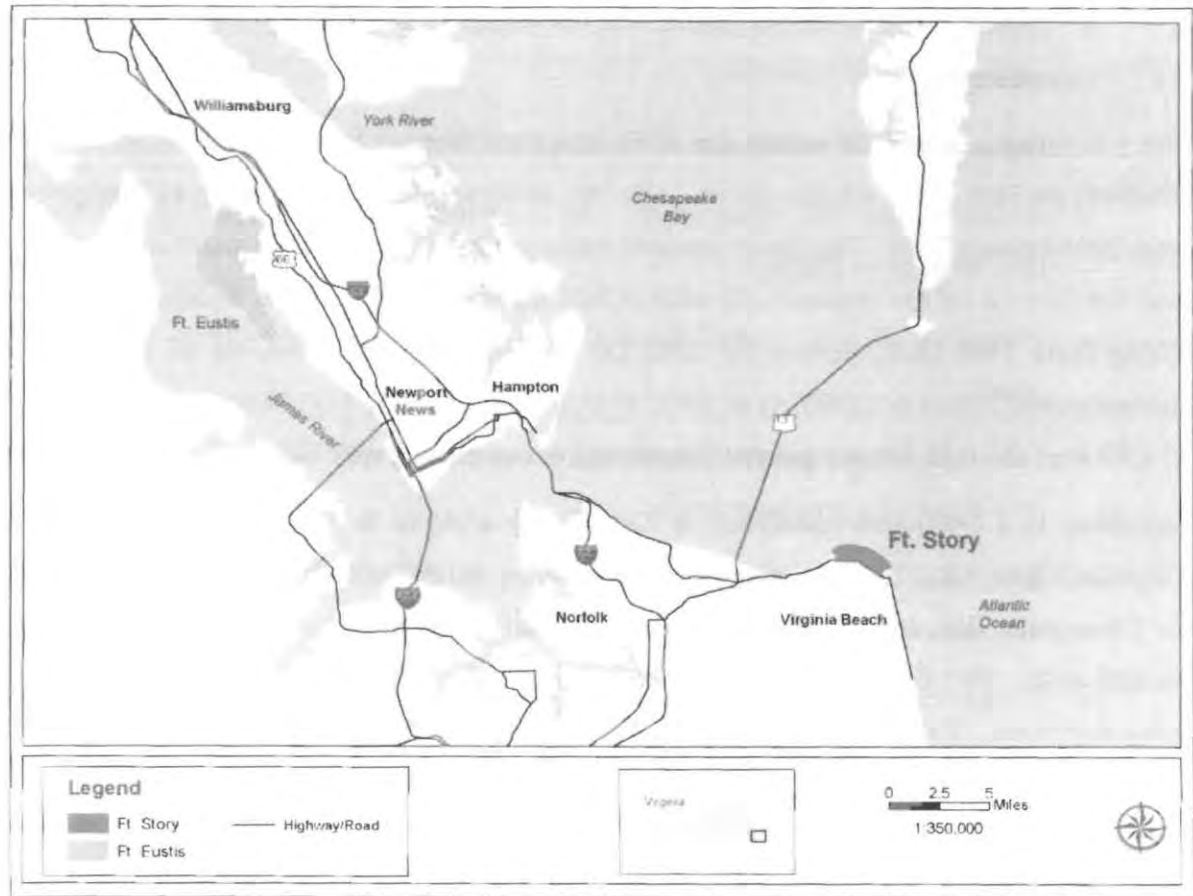 Williamsburg
York River
Chesapeake
Bay
Ft. Eustis
Newport
News
Hampton
James River
13
Ft. Story
Norfolk
Virginia Beach
Atlantic
Ocean
Legend
Ft Story
Highway/Road
Ft Eustis
Virginia
0 2.5 5
Miles
1:350,000